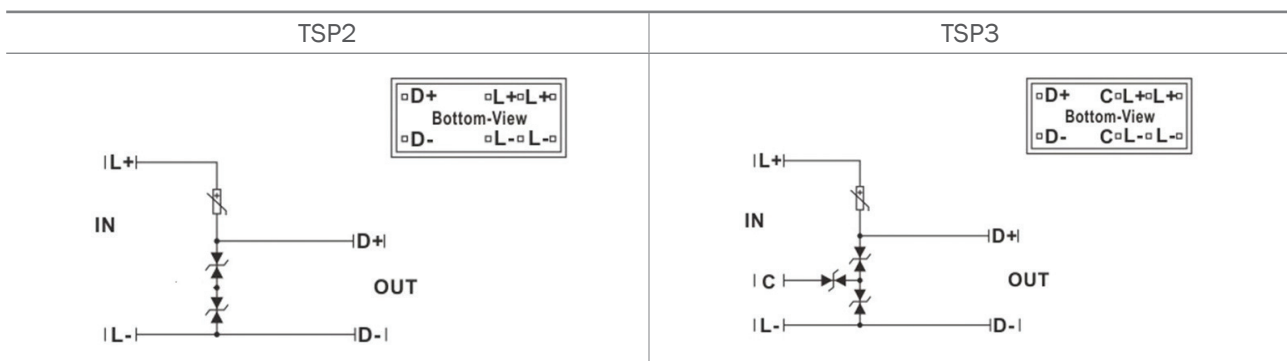 TSP2
D+ L+ L+
Bottom-View
D- L- L-
L+
IN
D+
OUT
L- D-
TSP3
D+ C L+ L+
Bottom-View
D- C L- L-
L+
IN
D+
C OUT
L- D-